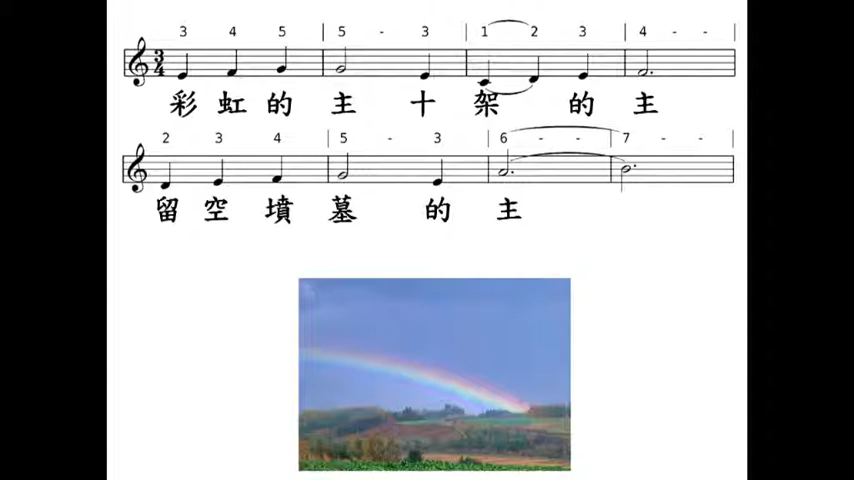 3 4 5 | 5 - 3 | 1 2 3 | 4 - - |
3/4
彩虹的主十架的主
2 3 4 | 5 - 3 | 6 - - | 7 - - |
留空墳墓的主